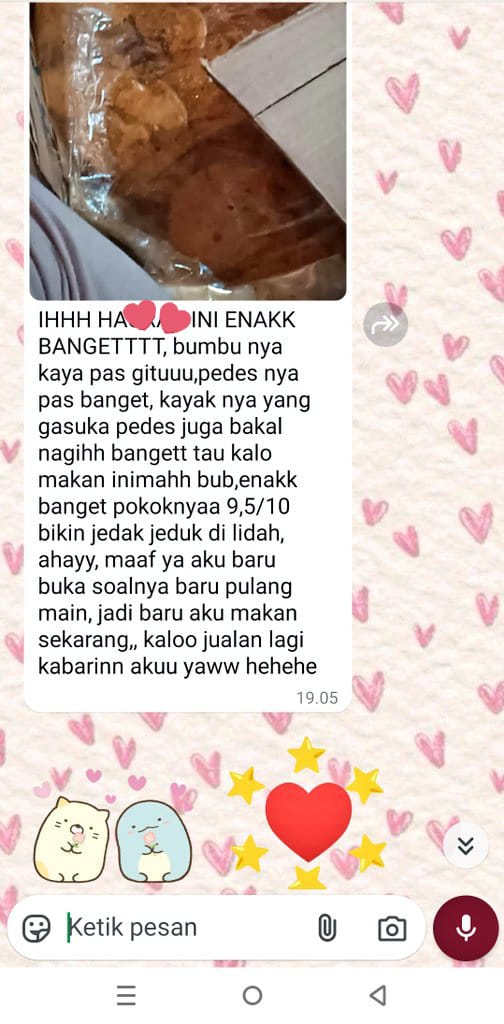 IHHH HA INI ENAKK
BANGETTTT, bumbu nya
kaya pas gituuu,pedes nya
pas banget, kayak nya yang
gasuka pedes juga bakal
nagihh bangett tau kalo
makan inimahh bub,enakk
banget pokoknyaa 9,5/10
bikin jedak jeduk di lidah,
ahayy, maaf ya aku baru
buka soalnya baru pulang
main, jadi baru aku makan
sekarang,, kaloo jualan lagi
kabarinn akuu yaww hehehe
19.05
Ketik pesan